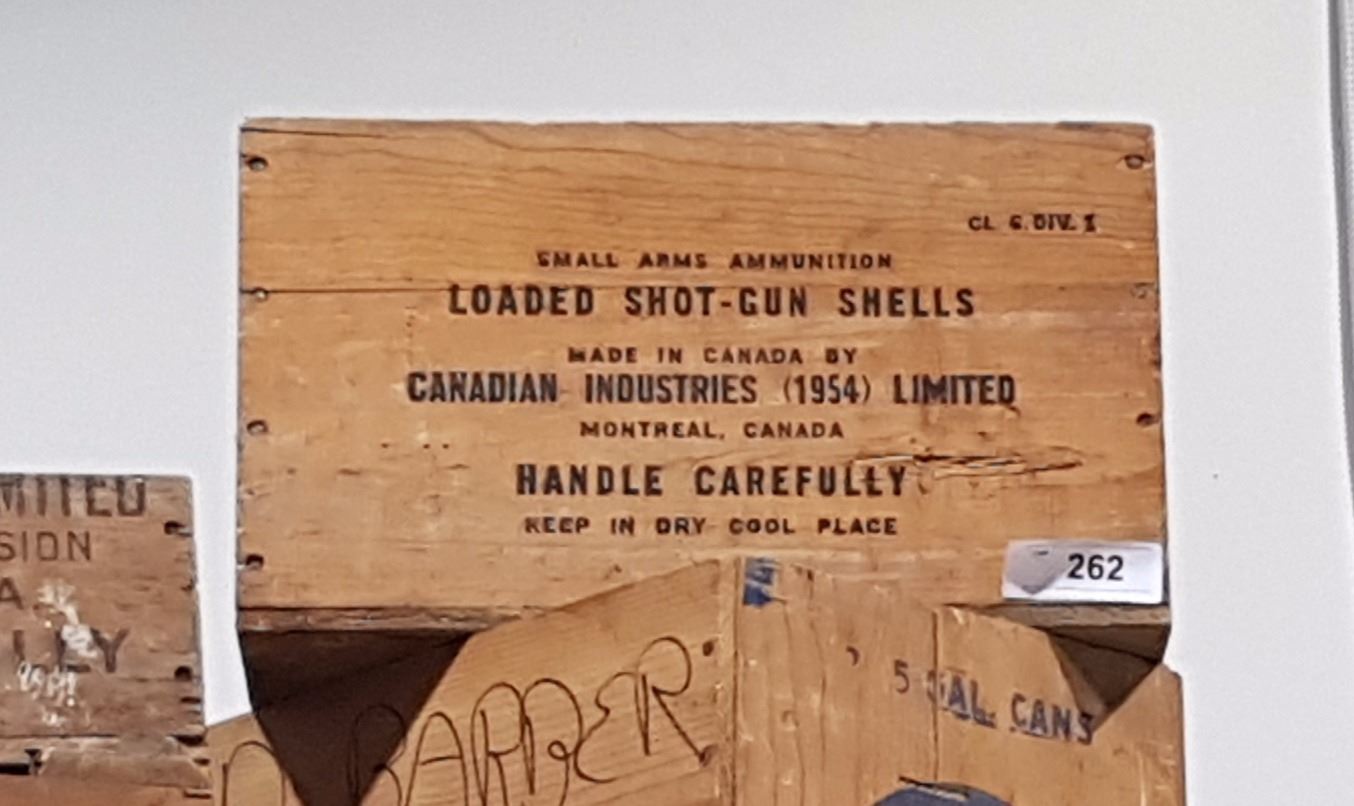 CL 6. DIV. 1
SMALL ARMS AMMUNITION
LOADED SHOT-GUN SHELLS
MADE IN CANADA BY
CANADIAN INDUSTRIES (1954) LIMITED
MONTREAL, CANADA
HANDLE CAREFULLY
KEEP IN DRY COOL PLACE
262
MITED
SION
A
LLY
BARBER
5 GAL. CANS